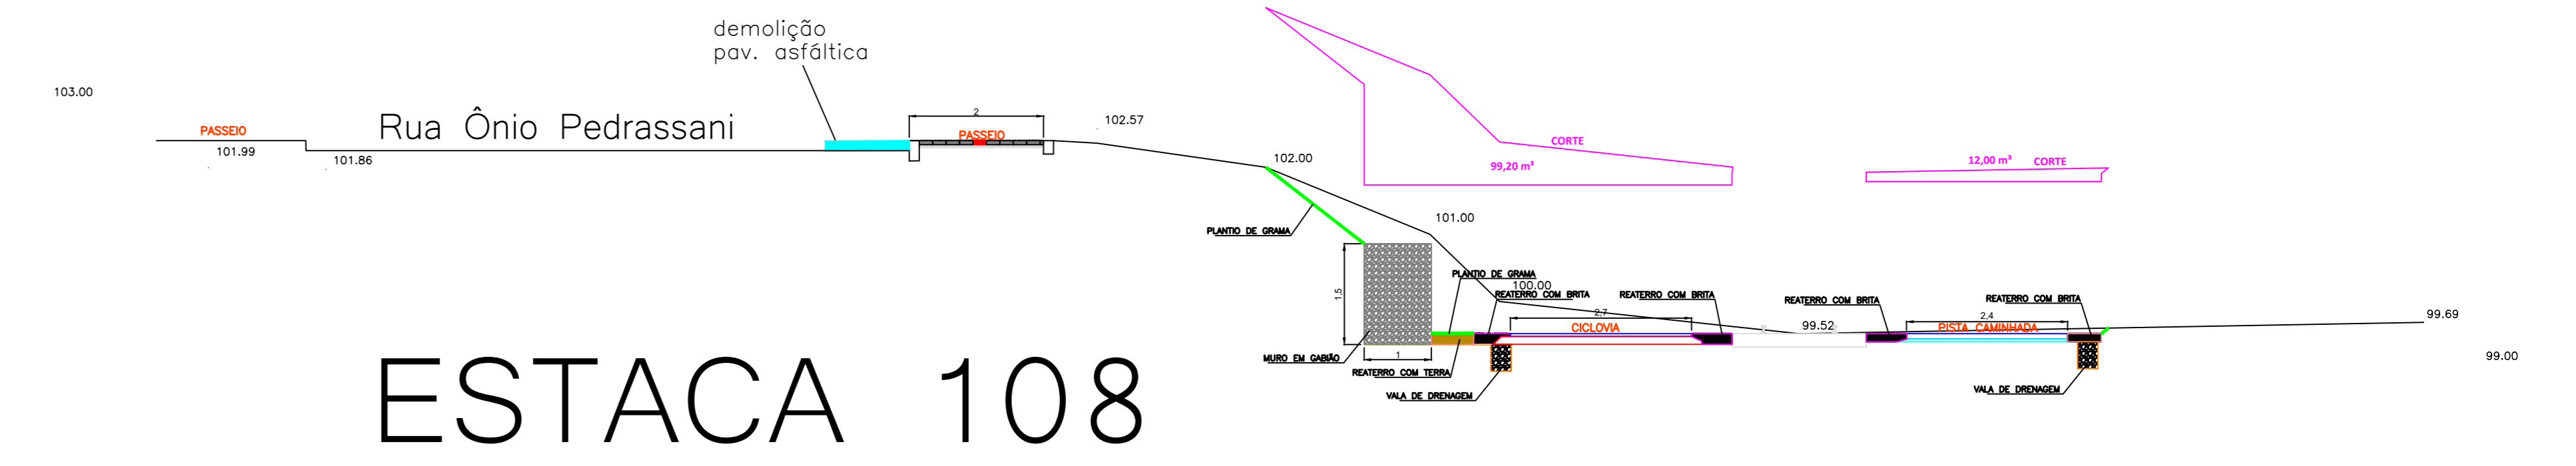 demolição
pav. asfáltica
103.00
Rua Ônio Pedrassani
PASSEIO
101.99
101.86
2
PASSEIO
102.57
102.00
CORTE
99,20 m³
12,00 m³ CORTE
101.00
PLANTIO DE GRAMA
1,5
PLANTIO DE GRAMA
100.00
REATERRO COM BRITA
REATERRO COM BRITA
REATERRO COM BRITA
REATERRO COM BRITA
2,7
CICLOVIA
99.52
2,4
PISTA CAMINHADA
99.69
1
MURO EM GABIÃO
REATERRO COM TERRA
VALA DE DRENAGEM
VALA DE DRENAGEM
99.00
ESTACA 108